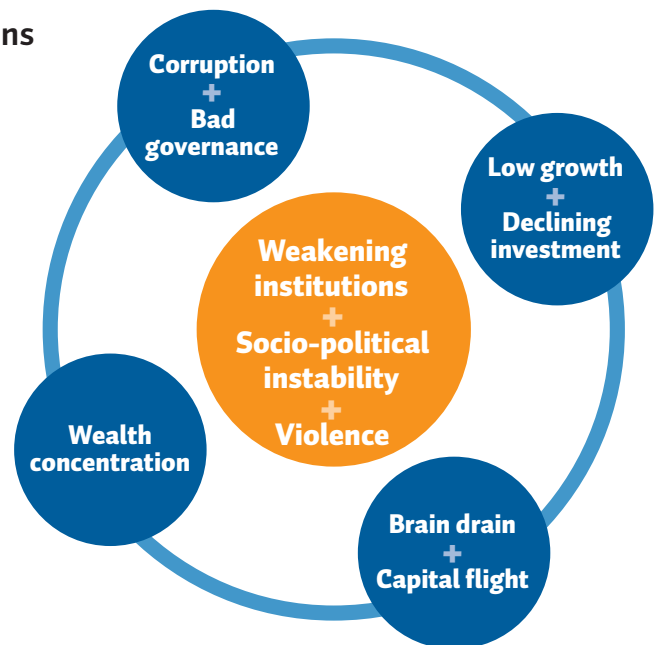 ns
Corruption
+
Bad
governance
Low growth
+
Declining
investment
Weakening
institutions
+
Socio-political
instability
+
Violence
Wealth
concentration
Brain drain
+
Capital flight